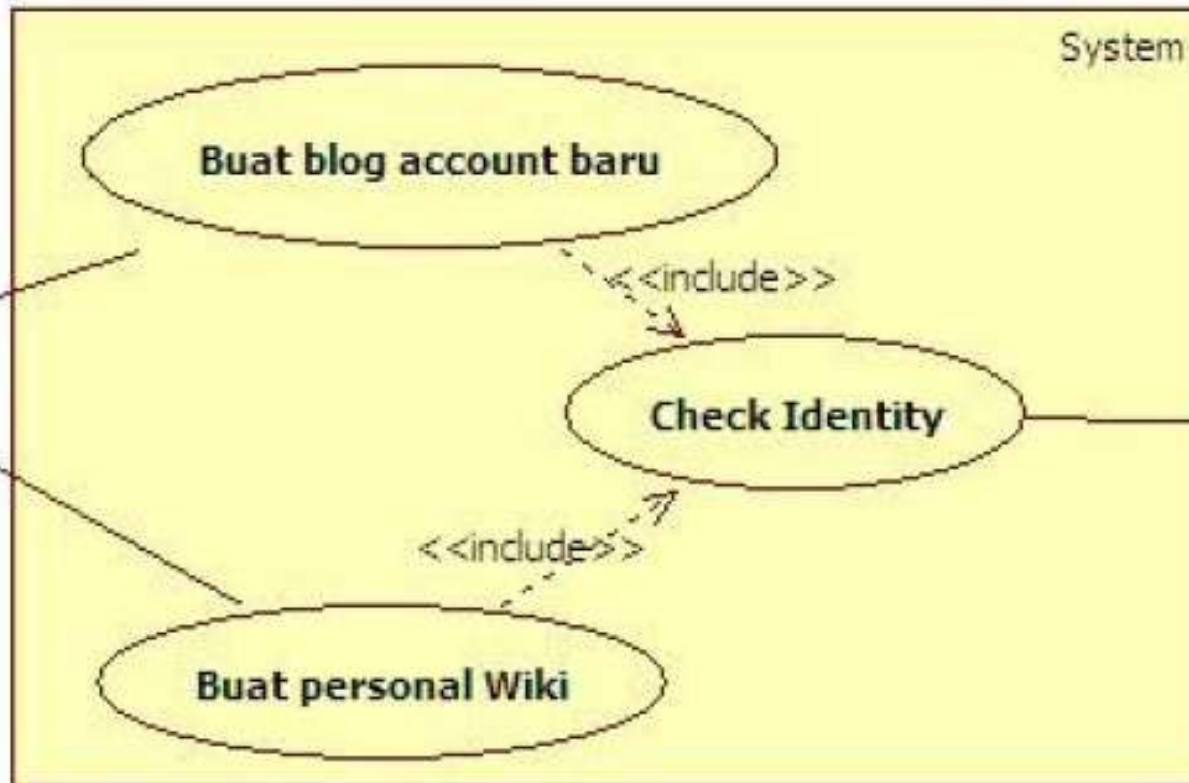 System
Buat blog account baru
<<include>>
Check Identity
<<include>>
Buat personal Wiki